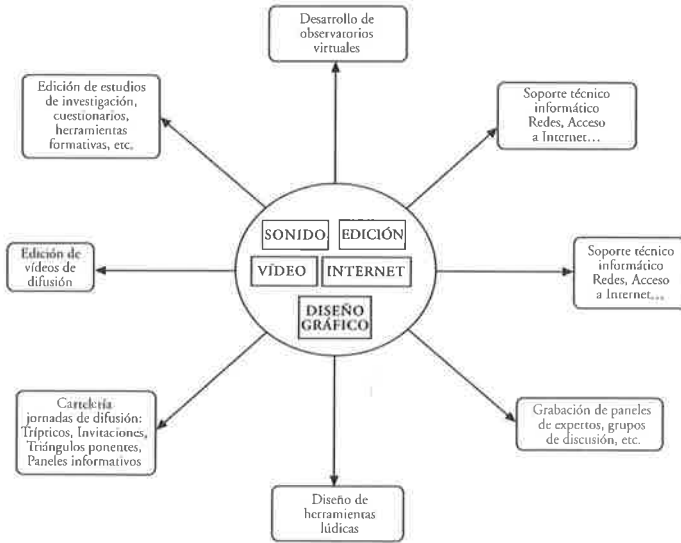 Desarrollo de
observatorios
virtuales
Edición de estudios
de investigación,
cuestionarios,
herramientas
formativas, etc.
Soporte técnico
informático
Redes, Acceso
a Internet…
SONIDO
EDICIÓN
VÍDEO
INTERNET
DISEÑO
GRÁFICO
Edición de
vídeos de
difusión
Soporte técnico
informático
Redes, Acceso
a Internet…
Cartelería
jornadas de difusión:
Trípticos, Invitaciones,
Triángulos ponentes,
Paneles informativos
Grabación de paneles
de expertos, grupos
de discusión, etc.
Diseño de
herramientas
lúdicas